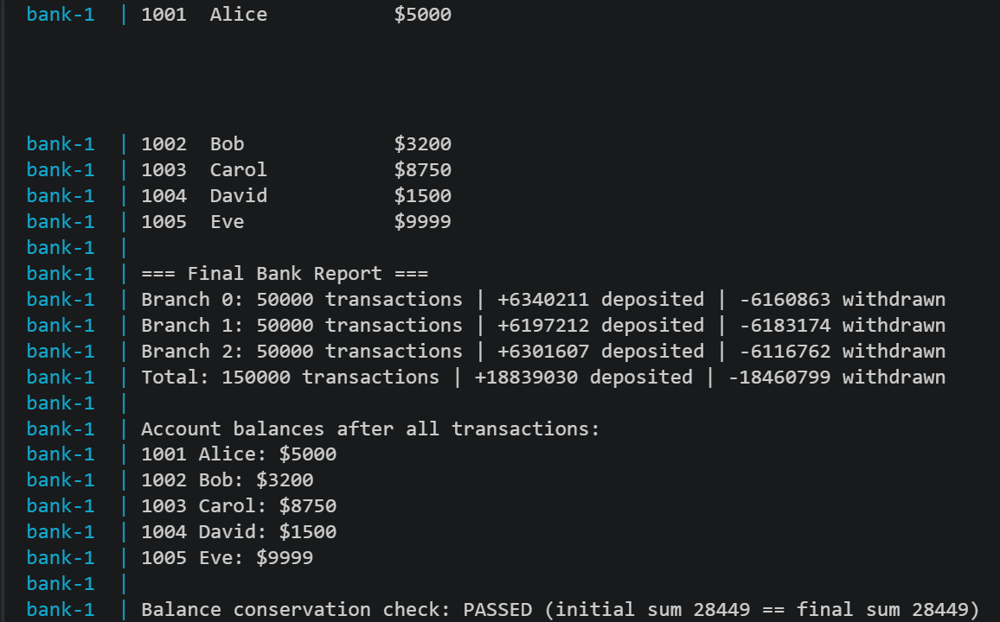 bank-1  | 1001  Alice           $5000
bank-1  | 1002  Bob             $3200
bank-1  | 1003  Carol           $8750
bank-1  | 1004  David           $1500
bank-1  | 1005  Eve             $9999
bank-1  |
bank-1  | === Final Bank Report ===
bank-1  | Branch 0: 50000 transactions | +6340211 deposited | -6160863 withdrawn
bank-1  | Branch 1: 50000 transactions | +6197212 deposited | -6183174 withdrawn
bank-1  | Branch 2: 50000 transactions | +6301607 deposited | -6116762 withdrawn
bank-1  | Total: 150000 transactions | +18839030 deposited | -18460799 withdrawn
bank-1  |
bank-1  | Account balances after all transactions:
bank-1  | 1001 Alice: $5000
bank-1  | 1002 Bob: $3200
bank-1  | 1003 Carol: $8750
bank-1  | 1004 David: $1500
bank-1  | 1005 Eve: $9999
bank-1  |
bank-1  | Balance conservation check: PASSED (initial sum 28449 == final sum 28449)